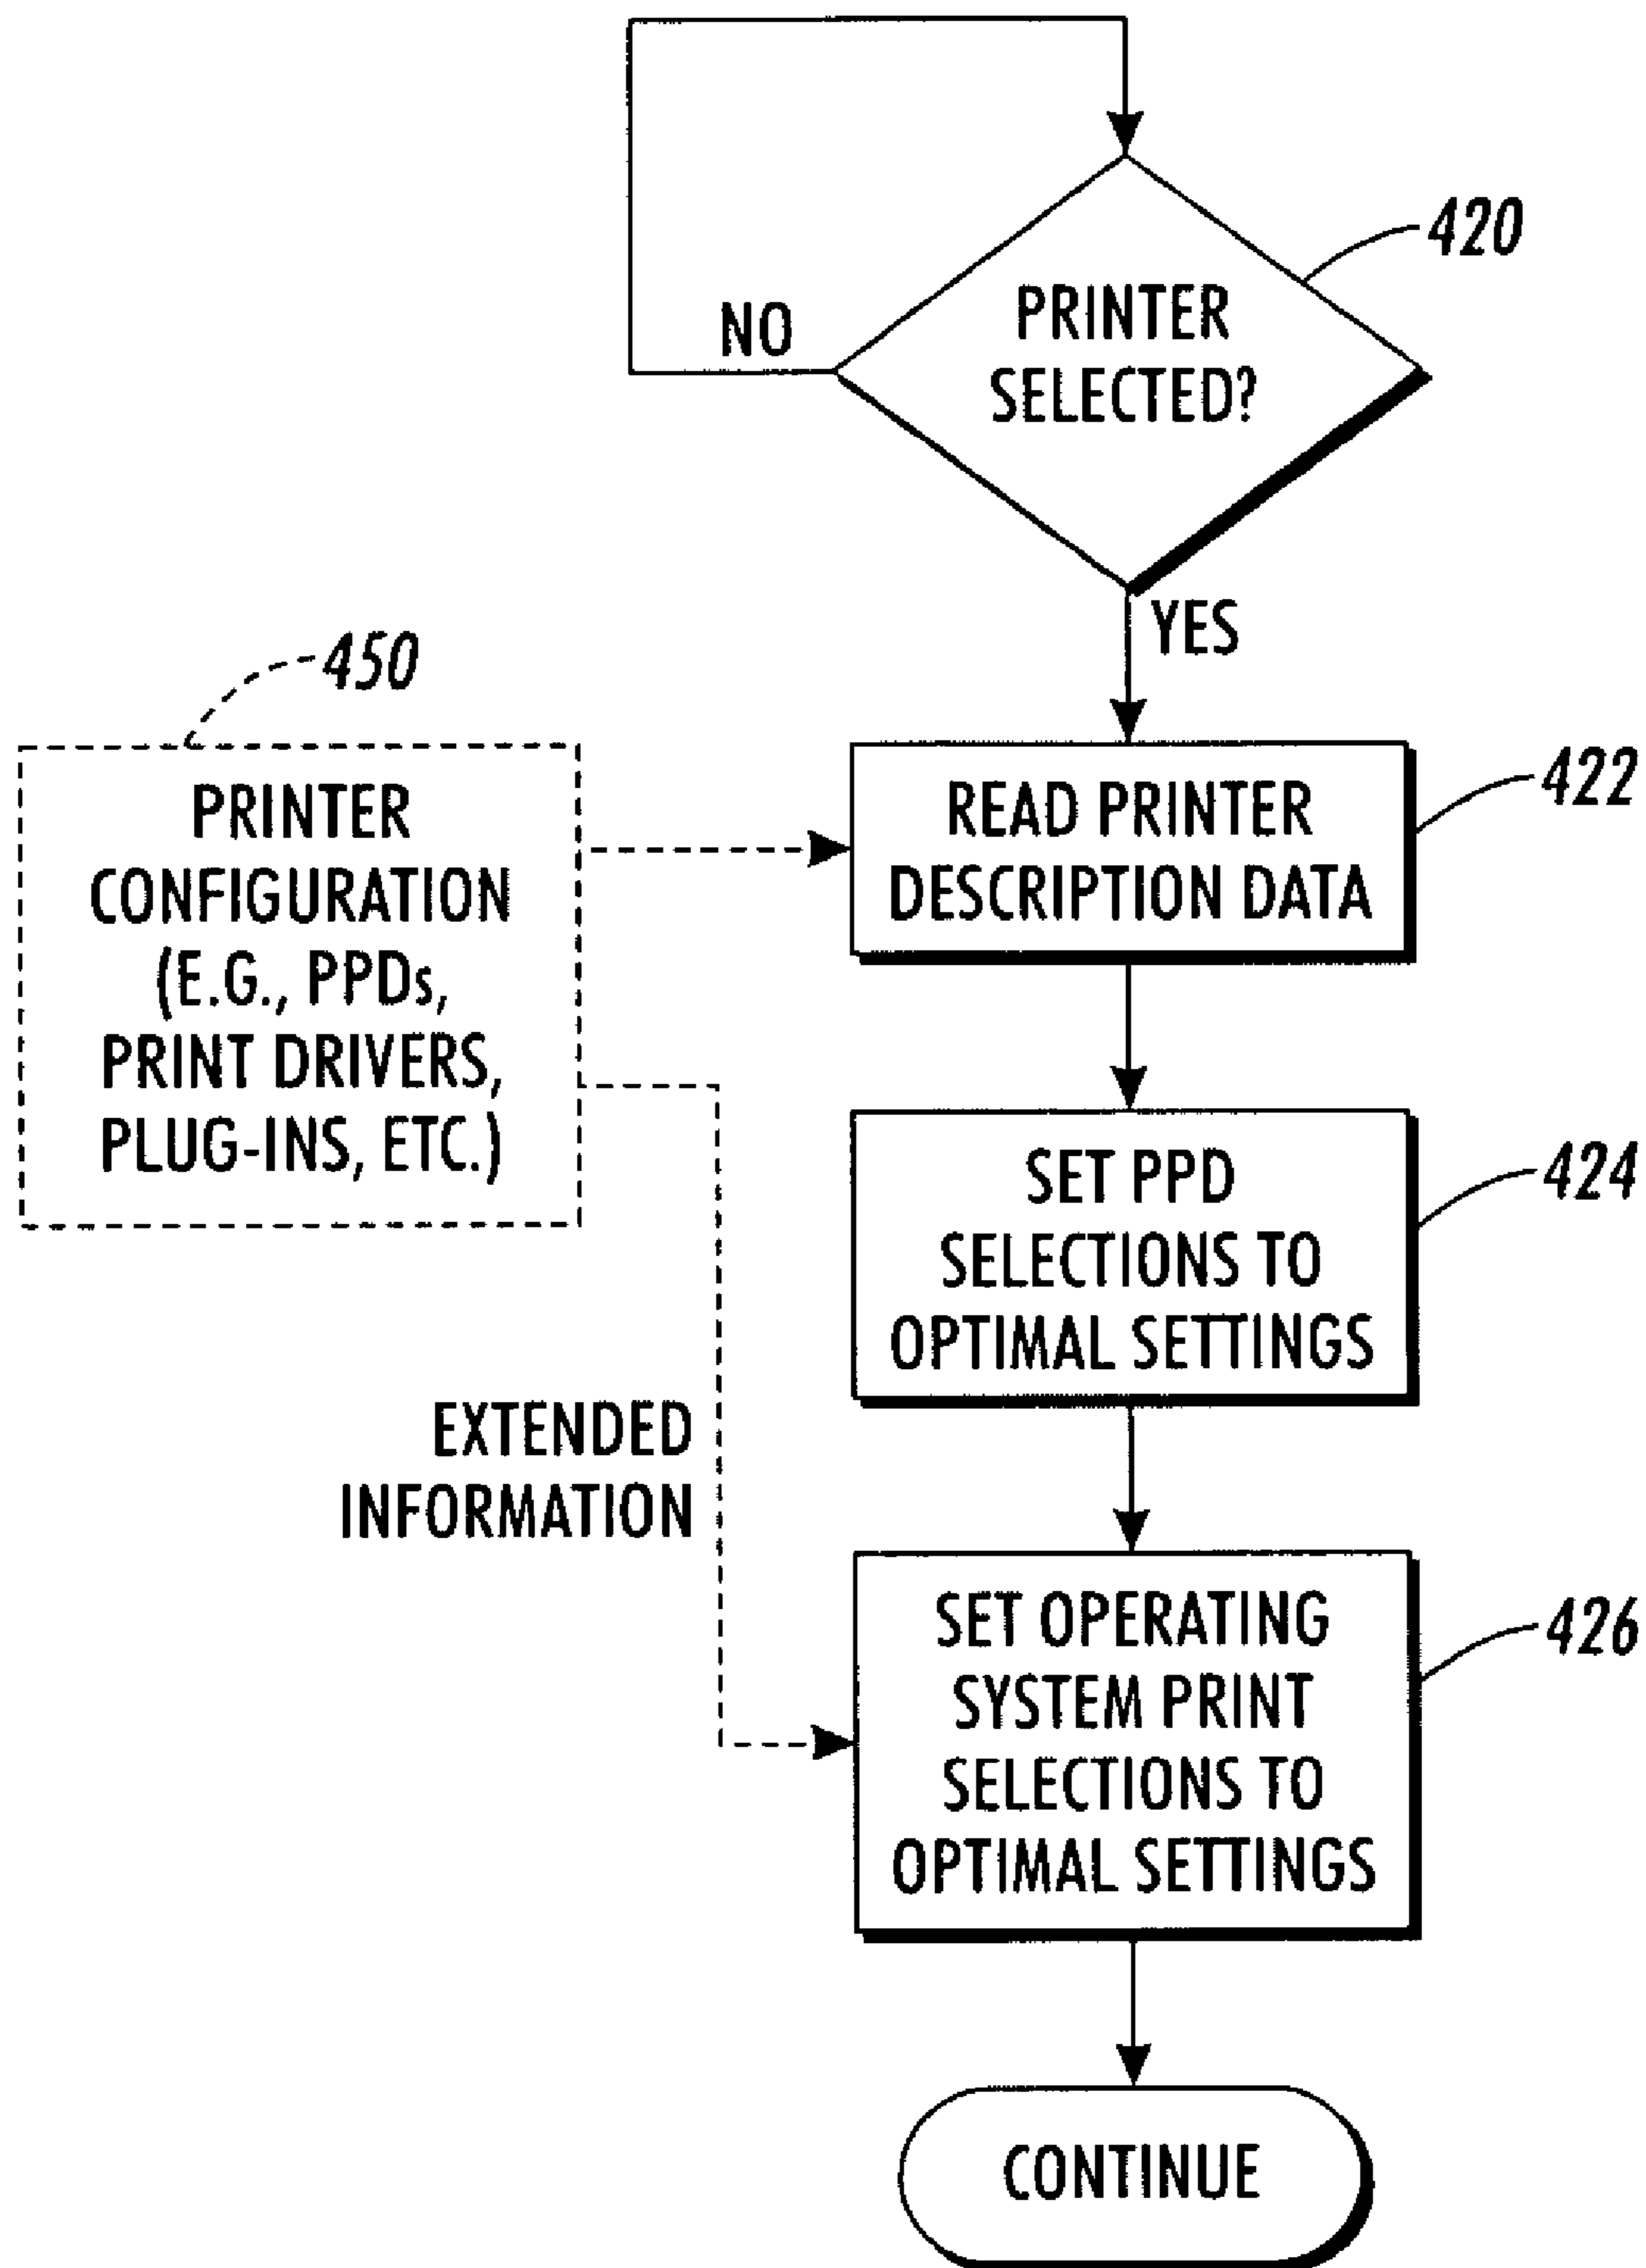 420
PRINTER
SELECTED?
NO
YES
450
PRINTER
CONFIGURATION
(E.G., PPDs,
PRINT DRIVERS,
PLUG-INS, ETC.)
READ PRINTER
DESCRIPTION DATA
422
SET PPD
SELECTIONS TO
OPTIMAL SETTINGS
424
EXTENDED
INFORMATION
SET OPERATING
SYSTEM PRINT
SELECTIONS TO
OPTIMAL SETTINGS
426
CONTINUE